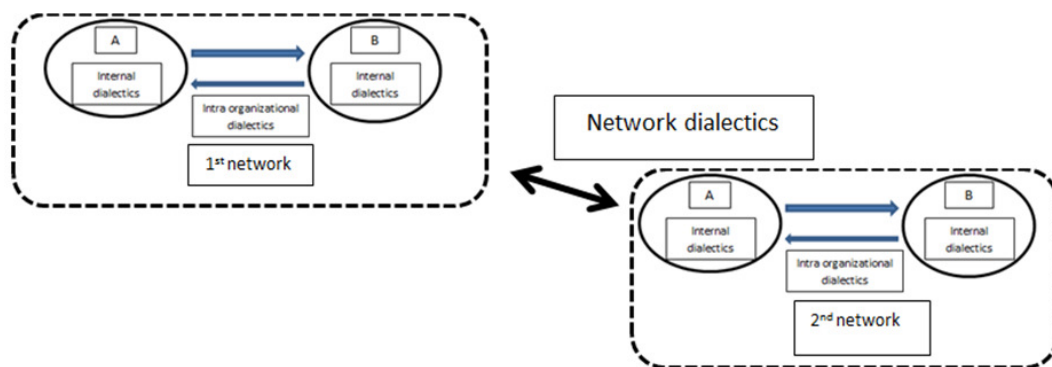 A
Internal
dialectics
B
Internal
dialectics
Intra organizational
dialectics
1st network
Network dialectics
A
Internal
dialectics
B
Internal
dialectics
Intra organizational
dialectics
2nd network